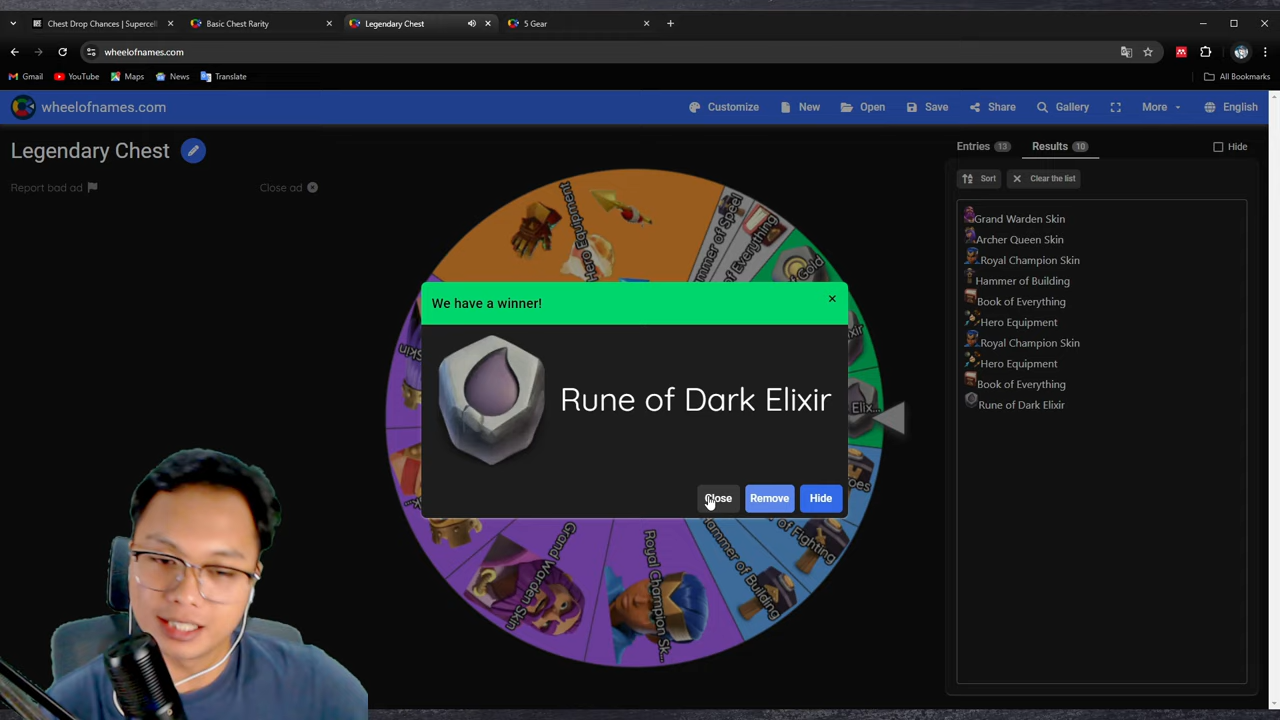 Chest Drop Chances | Supercell
Basic Chest Rarity
Legendary Chest
5 Gear
wheelofnames.com
Gmail
YouTube
Maps
News
Translate
All Bookmarks
wheelofnames.com
Customize
New
Open
Save
Share
Gallery
More
English
Legendary Chest
Entries 13
Results 10
Hide
Report bad ad
Close ad
Sort
Clear the list
Hero Equipment
of Everything
of Gold
We have a winner!
Rune of Dark Elixir
Close
Remove
Hide
Elix...
of Fighting
Hammer of Building
Royal Champion Sk...
Grand Warden Skin
Grand Warden Skin
Archer Queen Skin
Royal Champion Skin
Hammer of Building
Book of Everything
Hero Equipment
Royal Champion Skin
Hero Equipment
Book of Everything
Rune of Dark Elixir